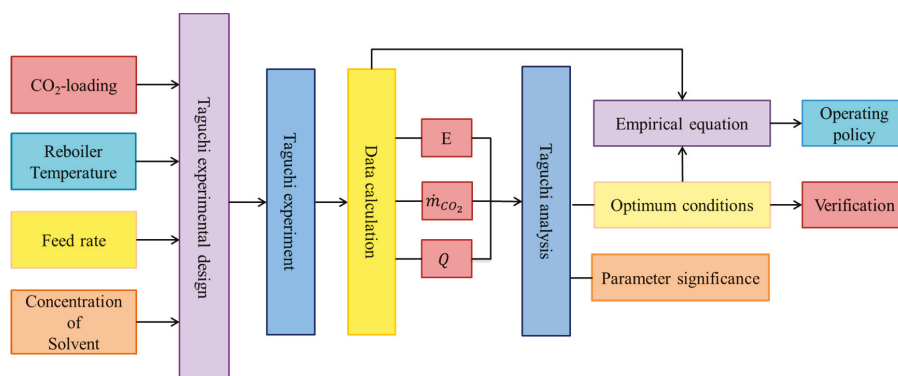 CO₂-loading
Reboiler
Temperature
Feed rate
Concentration
of
Solvent
Taguchi experimental design
Taguchi experiment
Data calculation
E
ṁ_CO₂
Q
Taguchi analysis
Empirical equation
Operating
policy
Optimum conditions
Verification
Parameter significance